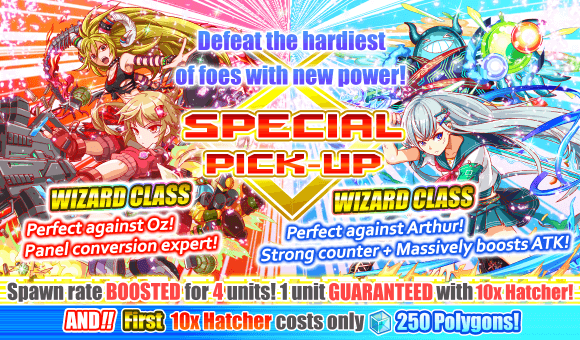 Defeat the hardiest
of foes with new power!
SPECIAL
PICK-UP
WIZARD CLASS
Perfect against Oz!
Panel conversion expert!
WIZARD CLASS
Perfect against Arthur!
Strong counter + Massively boosts ATK!
Spawn rate BOOSTED for 4 units! 1 unit GUARANTEED with 10x Hatcher!
AND!! First 10x Hatcher costs only 250 Polygons!